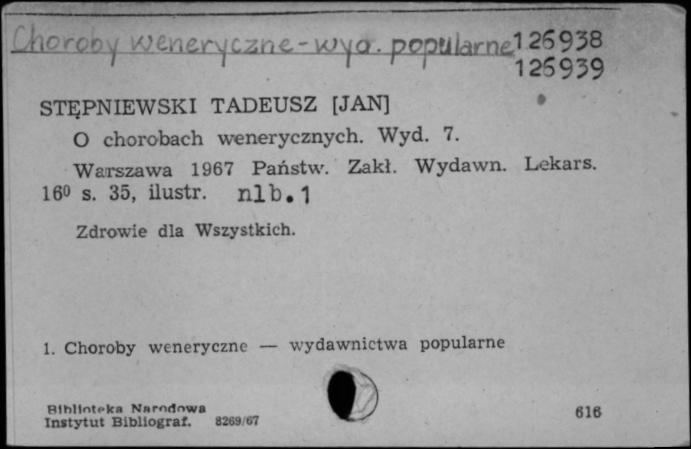 Choroby weneryczne - wyd. popularne 126938
126939
STĘPNIEWSKI TADEUSZ [JAN]
O chorobach wenerycznych. Wyd. 7.
Warszawa 1967 Państw. Zakł. Wydawn. Lekars.
16⁰ s. 35, ilustr. nlb. 1
Zdrowie dla Wszystkich.
1. Choroby weneryczne — wydawnictwa popularne
Biblioteka Narodowa
Instytut Bibliograf. 8269/67 616